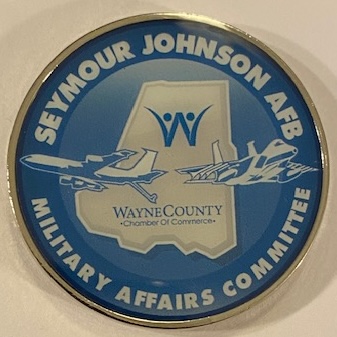 SEYMOUR JOHNSON AFB
W
WAYNECOUNTY
•Chamber Of Commerce•
MILITARY AFFAIRS COMMITTEE